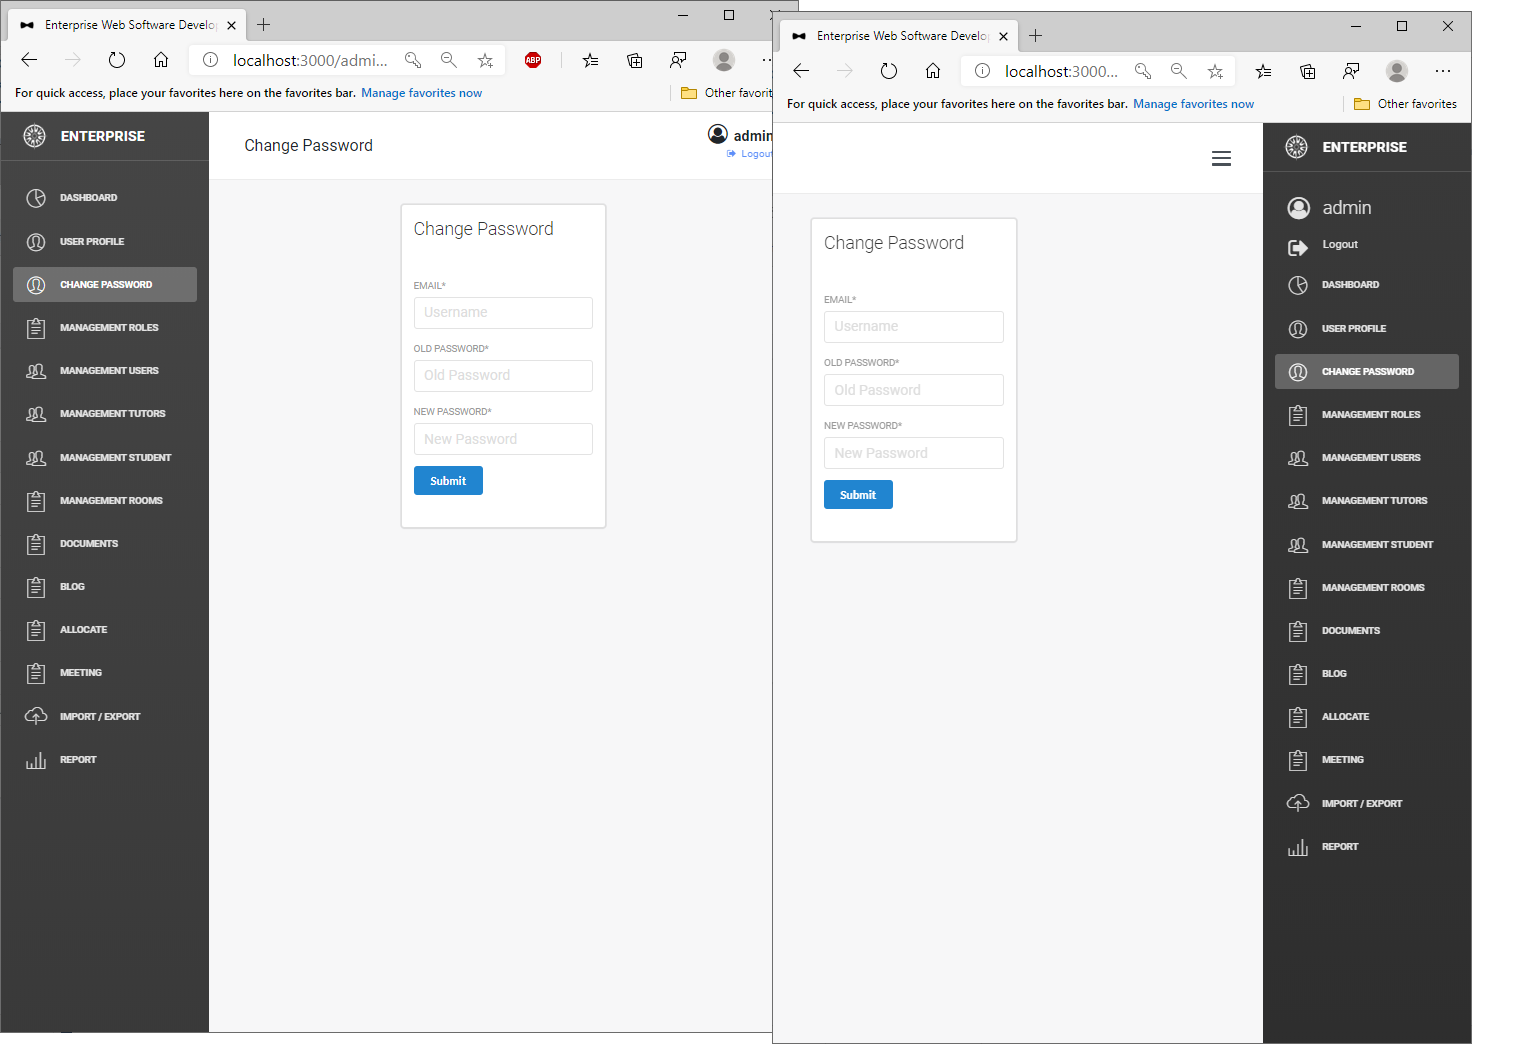 Enterprise Web Software Develo
localhost:3000/admi...
ABP
For quick access, place your favorites here on the favorites bar. Manage favorites now
Other favorit
ENTERPRISE
DASHBOARD
USER PROFILE
CHANGE PASSWORD
MANAGEMENT ROLES
MANAGEMENT USERS
MANAGEMENT TUTORS
MANAGEMENT STUDENT
MANAGEMENT ROOMS
DOCUMENTS
BLOG
ALLOCATE
MEETING
IMPORT / EXPORT
REPORT
Change Password
admin
Logout
Change Password
EMAIL*
Username
OLD PASSWORD*
Old Password
NEW PASSWORD*
New Password
Submit
Enterprise Web Software Develo
localhost:3000...
For quick access, place your favorites here on the favorites bar. Manage favorites now
Other favorites
Change Password
EMAIL*
Username
OLD PASSWORD*
Old Password
NEW PASSWORD*
New Password
Submit
ENTERPRISE
admin
Logout
DASHBOARD
USER PROFILE
CHANGE PASSWORD
MANAGEMENT ROLES
MANAGEMENT USERS
MANAGEMENT TUTORS
MANAGEMENT STUDENT
MANAGEMENT ROOMS
DOCUMENTS
BLOG
ALLOCATE
MEETING
IMPORT / EXPORT
REPORT